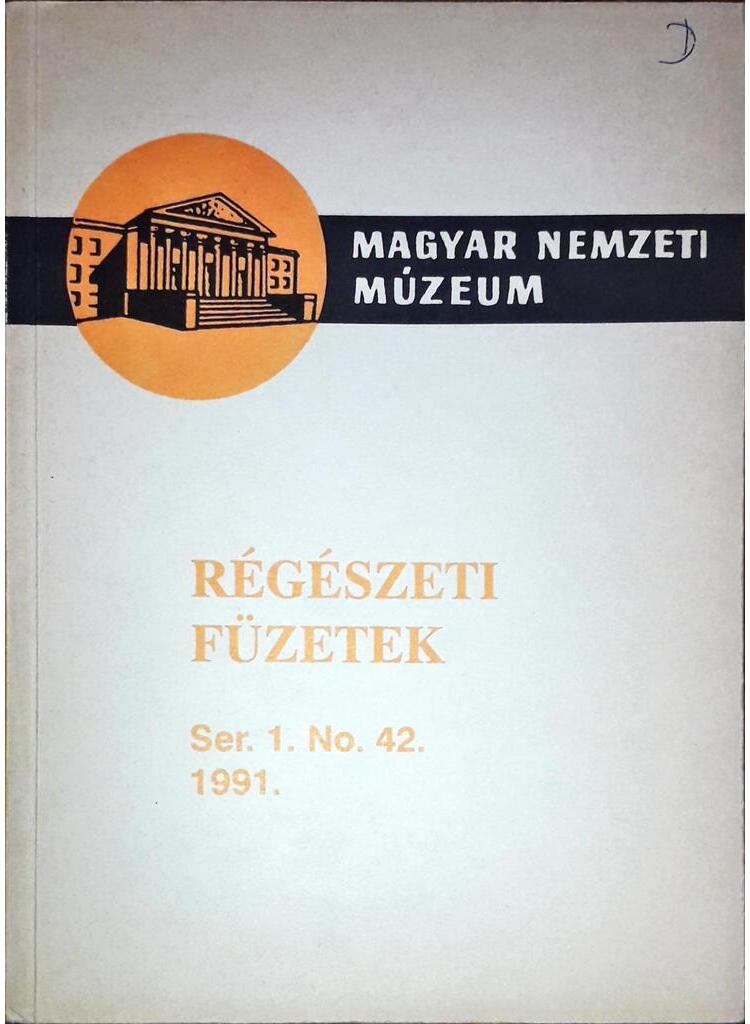 MAGYAR NEMZETI
MÚZEUM
RÉGÉSZETI
FÜZETEK
Ser. 1. No. 42.
1991.